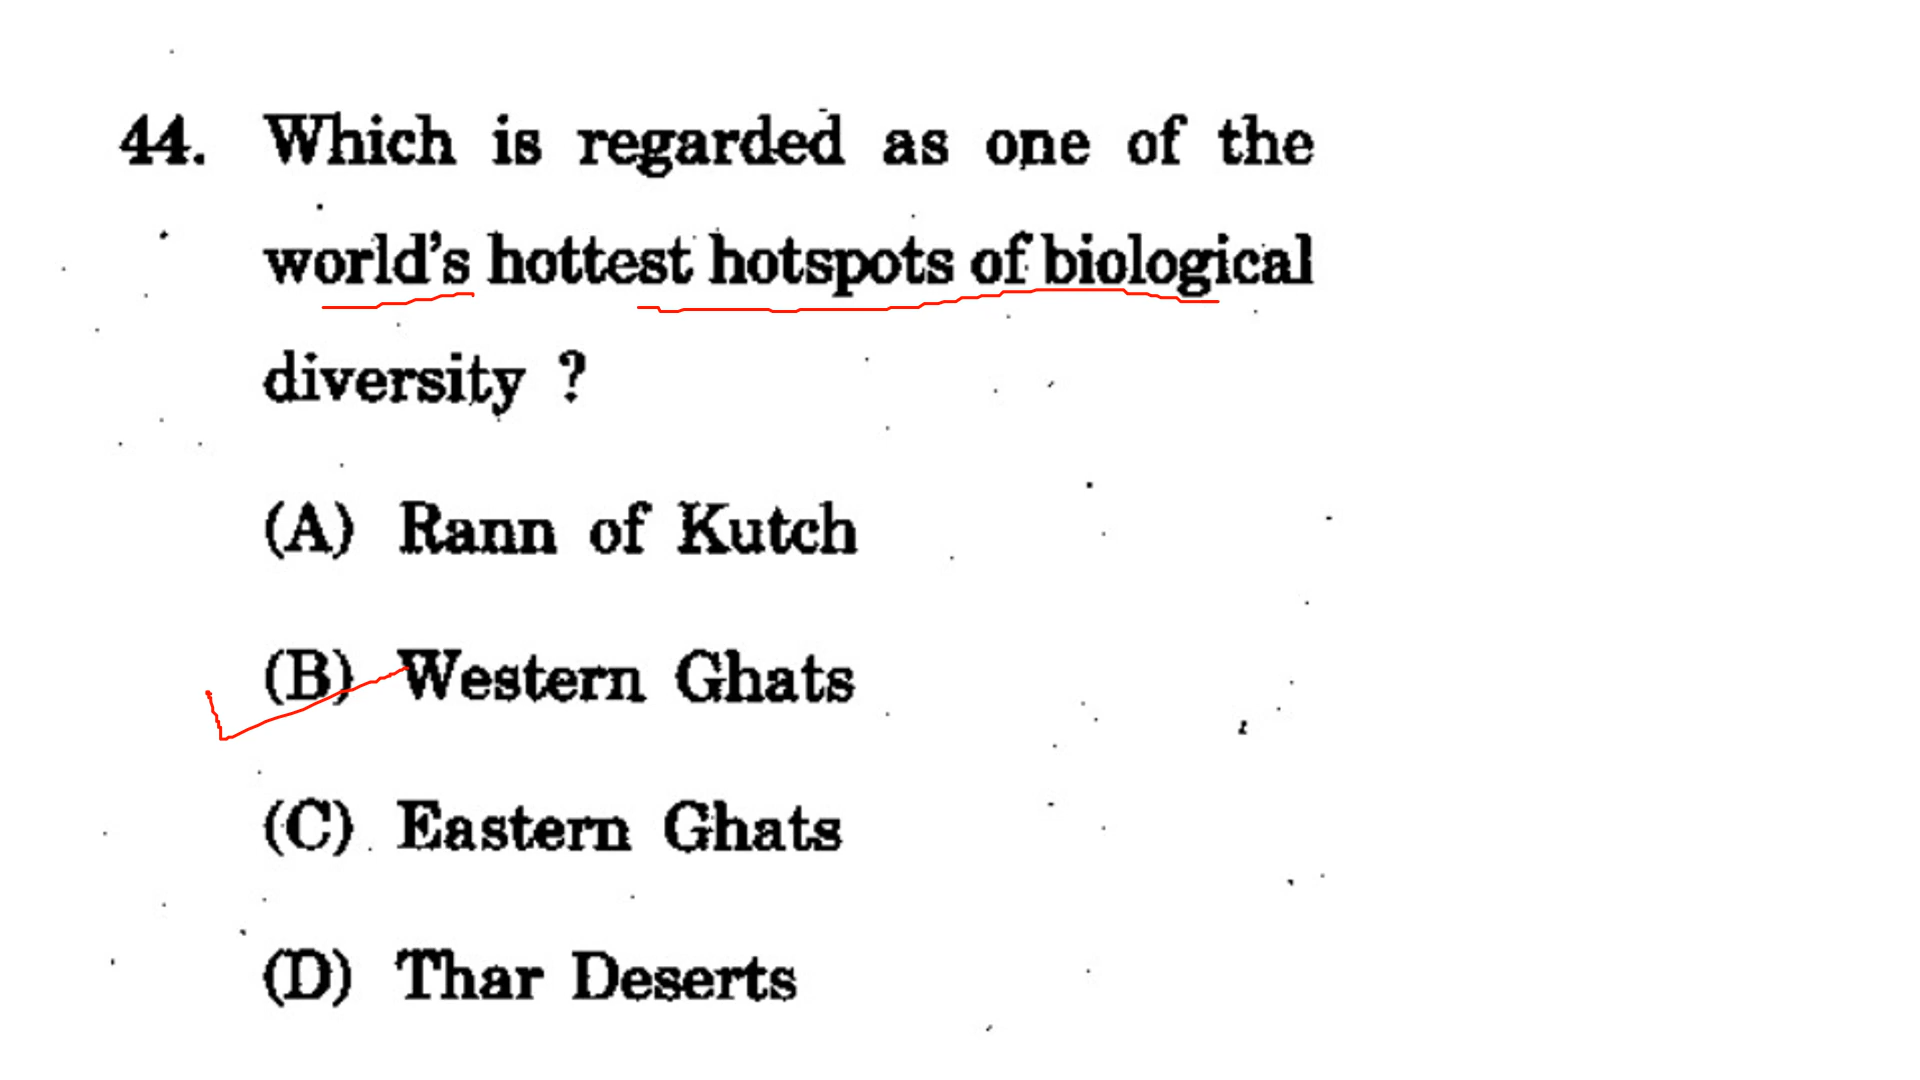 44. Which is regarded as one of the
world's hottest hotspots of biological
diversity ?
(A) Rann of Kutch
(B) Western Ghats
(C) Eastern Ghats
(D) Thar Deserts